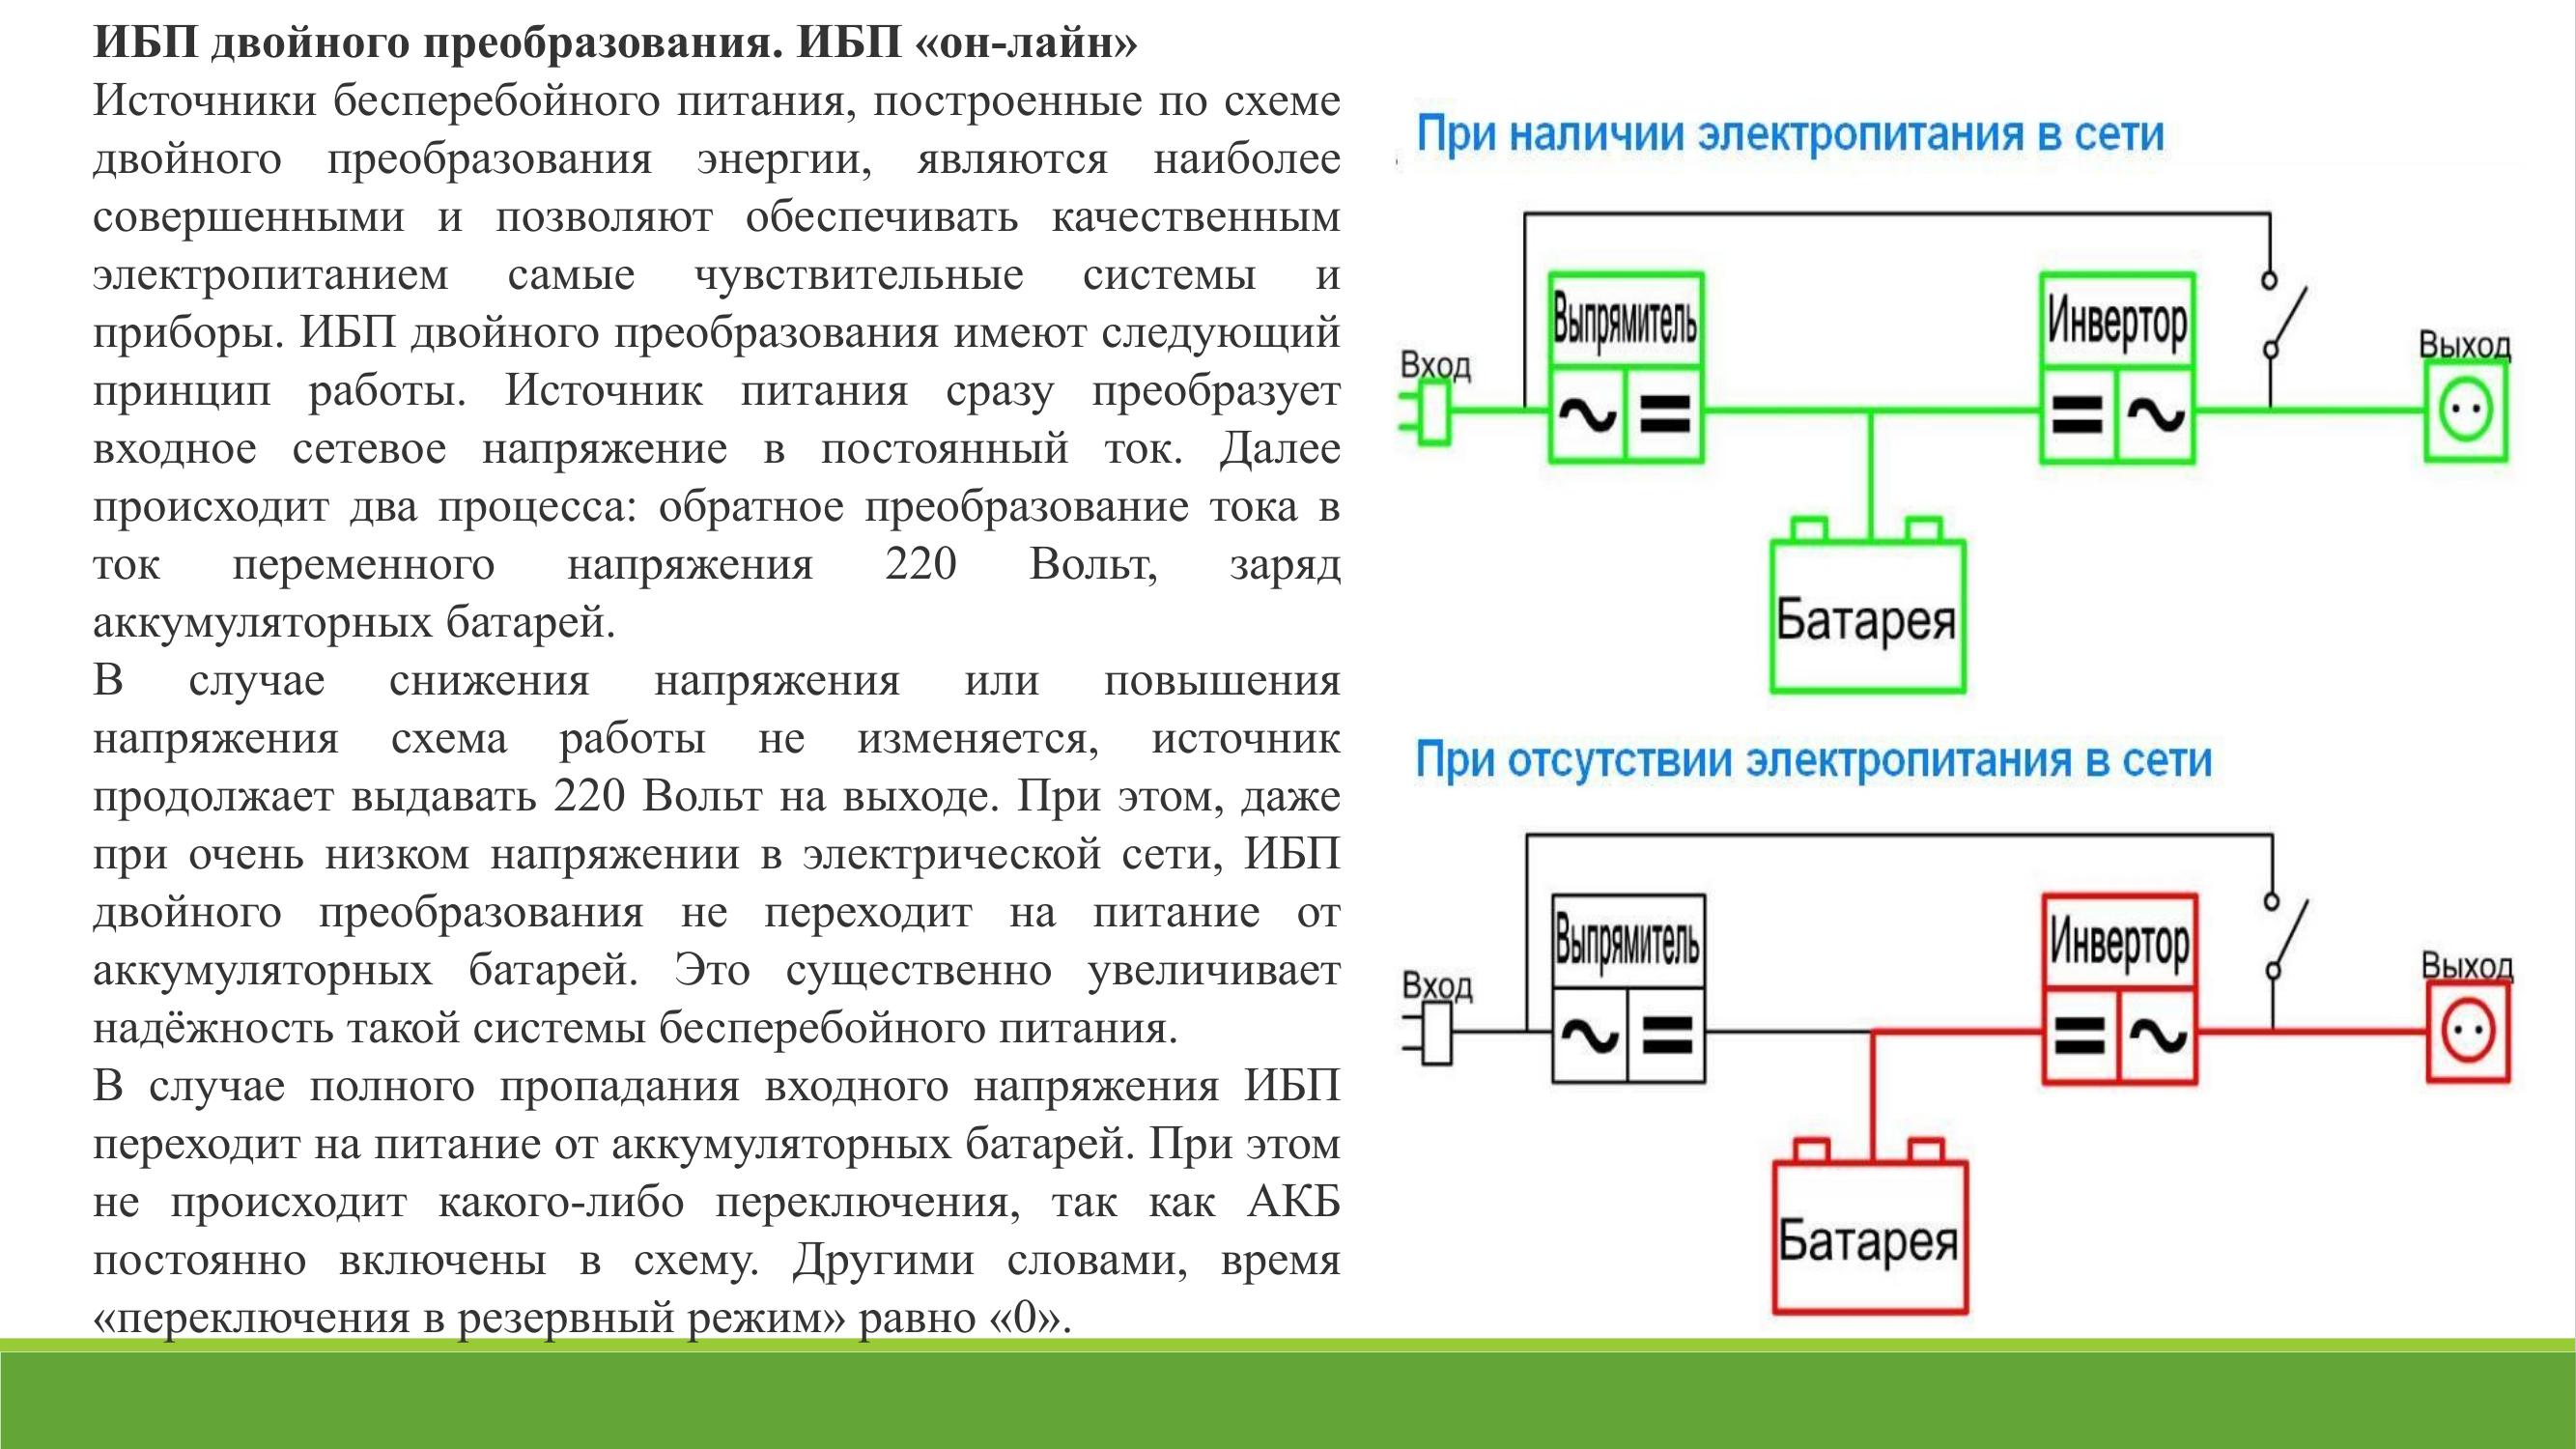 ИБП двойного преобразования. ИБП «он-лайн»
Источники бесперебойного питания, построенные по схеме
двойного преобразования энергии, являются наиболее
совершенными и позволяют обеспечивать качественным
электропитанием самые чувствительные системы и
приборы. ИБП двойного преобразования имеют следующий
принцип работы. Источник питания сразу преобразует
входное сетевое напряжение в постоянный ток. Далее
происходит два процесса: обратное преобразование тока в
ток переменного напряжения 220 Вольт, заряд
аккумуляторных батарей.
В случае снижения напряжения или повышения
напряжения схема работы не изменяется, источник
продолжает выдавать 220 Вольт на выходе. При этом, даже
при очень низком напряжении в электрической сети, ИБП
двойного преобразования не переходит на питание от
аккумуляторных батарей. Это существенно увеличивает
надёжность такой системы бесперебойного питания.
В случае полного пропадания входного напряжения ИБП
переходит на питание от аккумуляторных батарей. При этом
не происходит какого-либо переключения, так как АКБ
постоянно включены в схему. Другими словами, время
«переключения в резервный режим» равно «0».
При наличии электропитания в сети
Вход
Выпрямитель
~ =
Инвертор
= ~
Выход
Батарея
При отсутствии электропитания в сети
Вход
Выпрямитель
~ =
Инвертор
= ~
Выход
Батарея